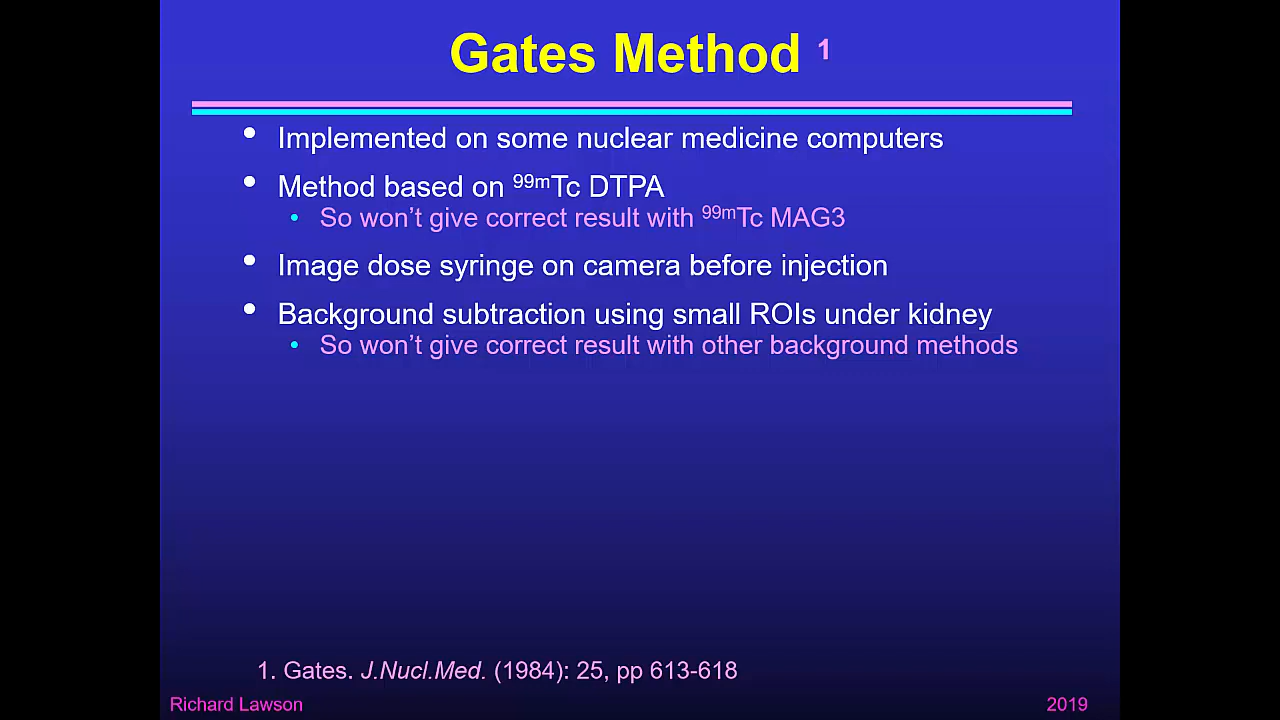 Gates Method 1
• Implemented on some nuclear medicine computers
• Method based on 99mTc DTPA
• So won't give correct result with 99mTc MAG3
• Image dose syringe on camera before injection
• Background subtraction using small ROIs under kidney
• So won't give correct result with other background methods
1. Gates. J.Nucl.Med. (1984): 25, pp 613-618
Richard Lawson
2019